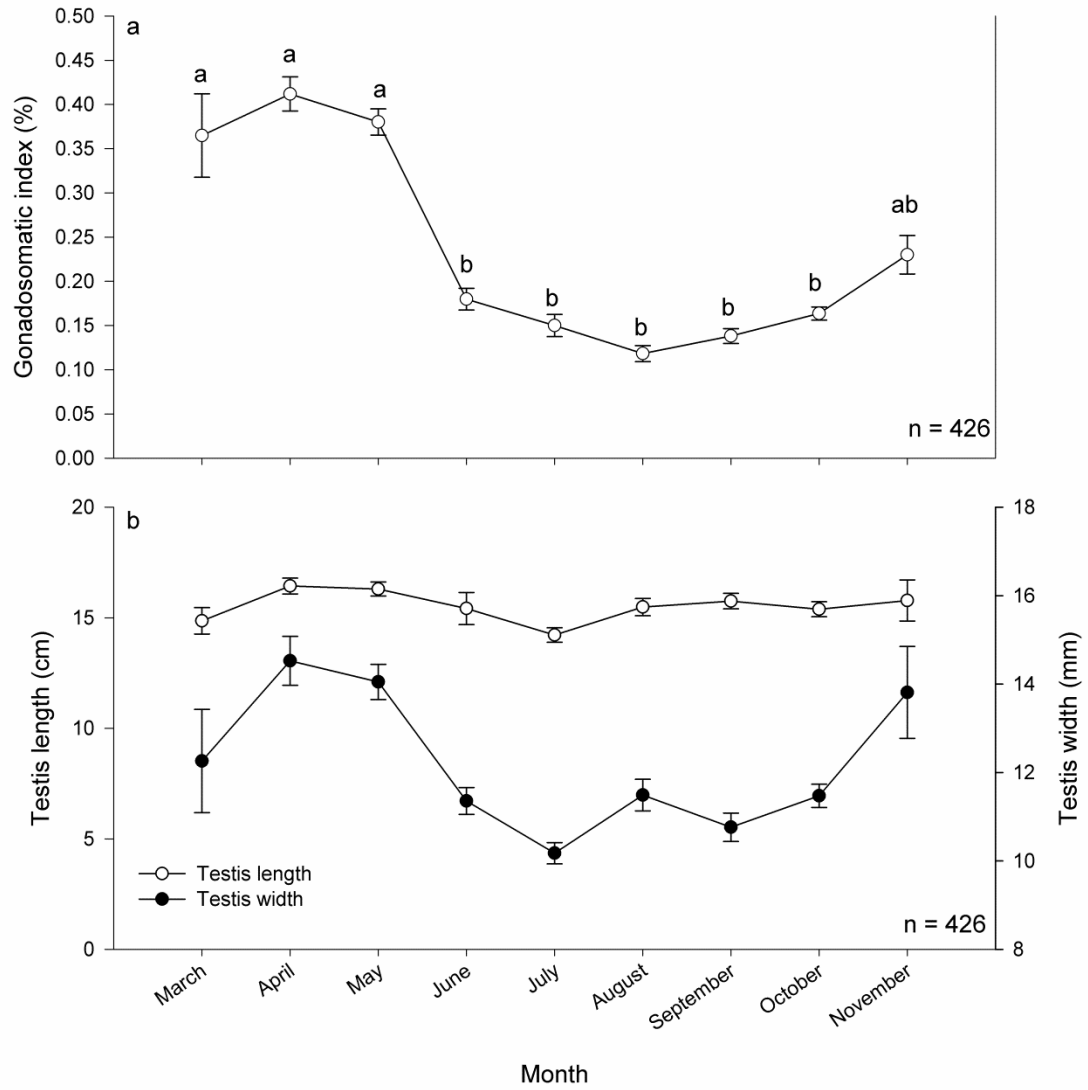 a
0.50
0.45
0.40
0.35
0.30
0.25
0.20
0.15
0.10
0.05
0.00
Gonadosomatic index (%)
a
a
a
b
b
b
b
b
ab
n = 426
b
20
15
10
5
0
Testis length (cm)
18
16
14
12
10
8
Testis width (mm)
Testis length
Testis width
n = 426
March
April
May
June
July
August
September
October
November
Month